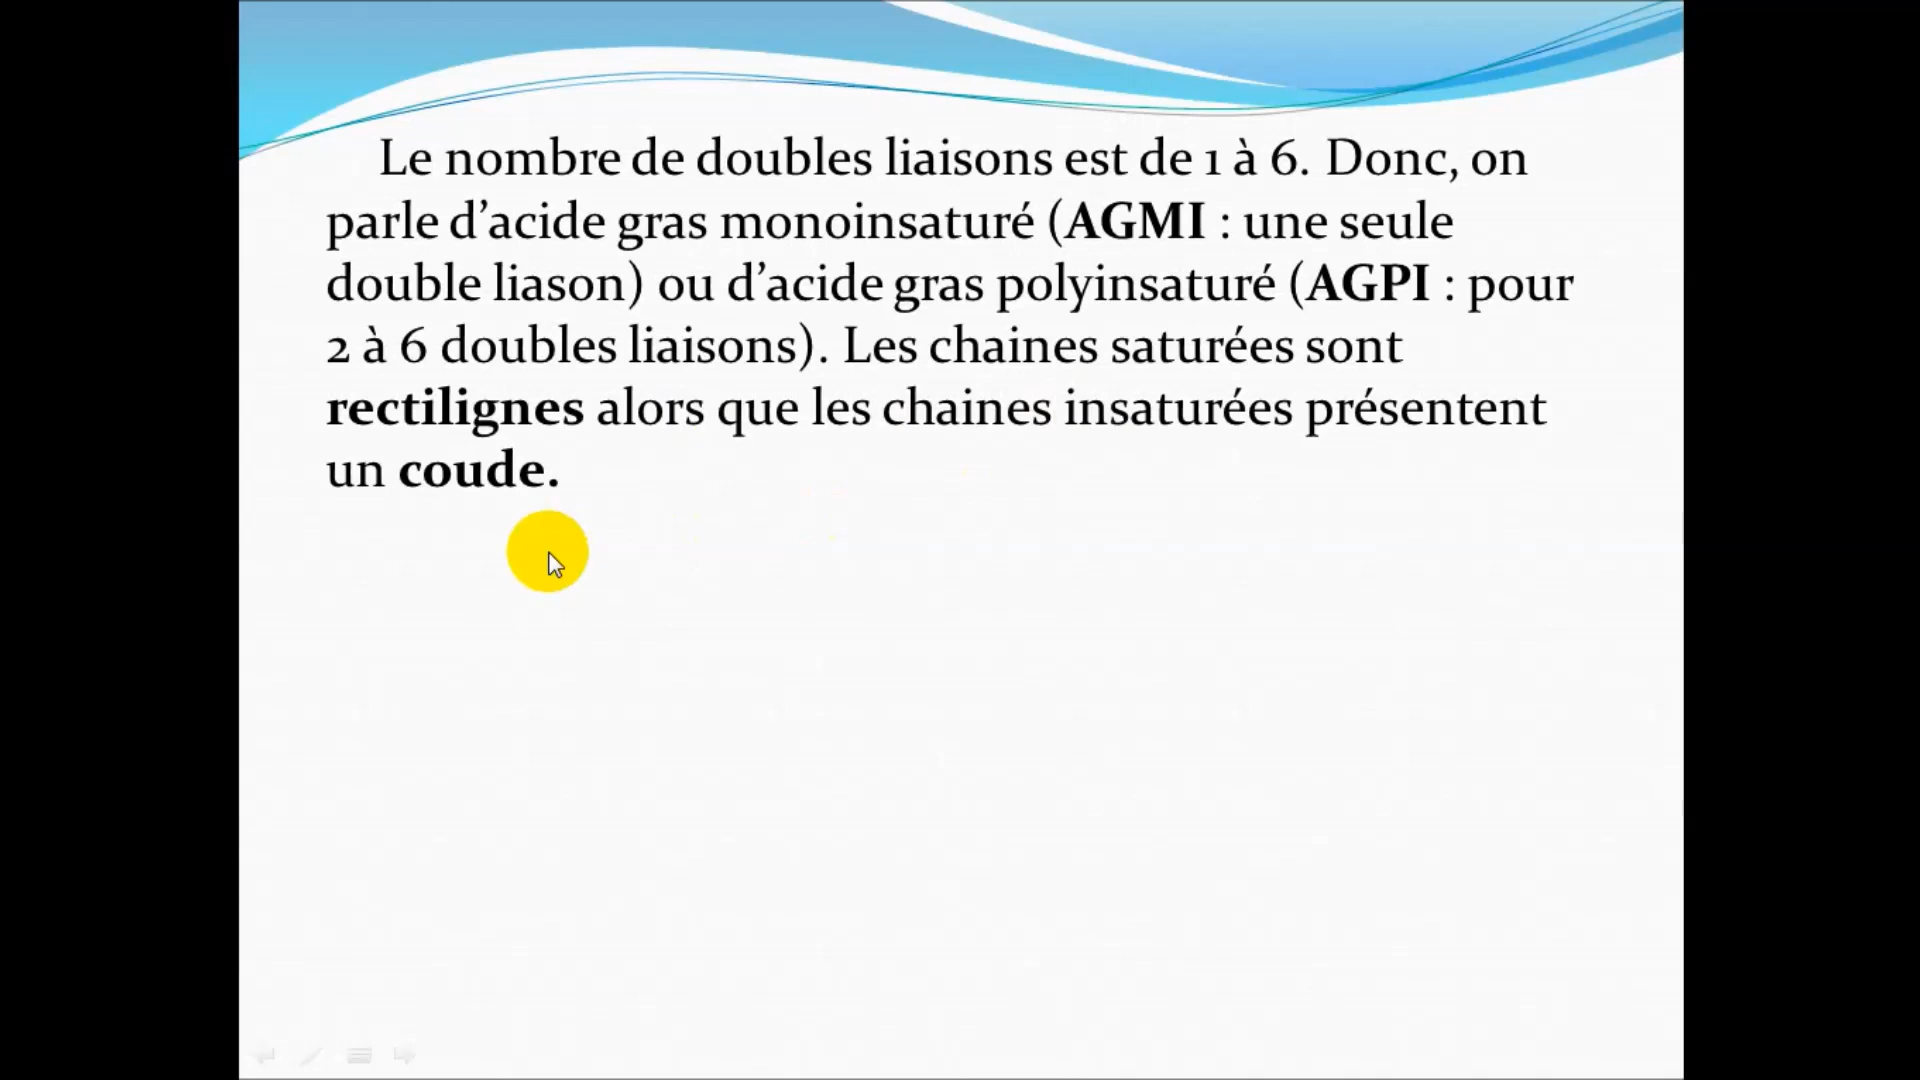 Le nombre de doubles liaisons est de 1 à 6. Donc, on
parle d’acide gras monoinsaturé (AGMI : une seule
double liason) ou d’acide gras polyinsaturé (AGPI : pour
2 à 6 doubles liaisons). Les chaines saturées sont
rectilignes alors que les chaines insaturées présentent
un coude.